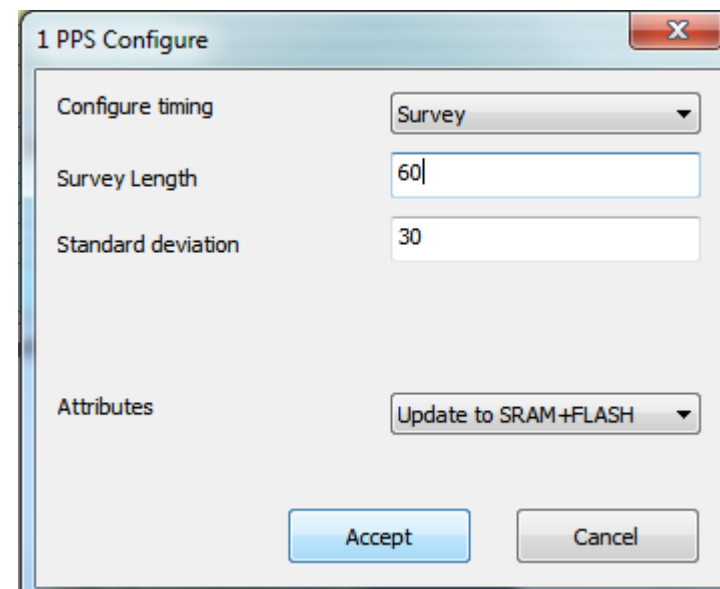 1 PPS Configure
Configure timing Survey
Survey Length 60
Standard deviation 30
Attributes Update to SRAM+FLASH
Accept Cancel